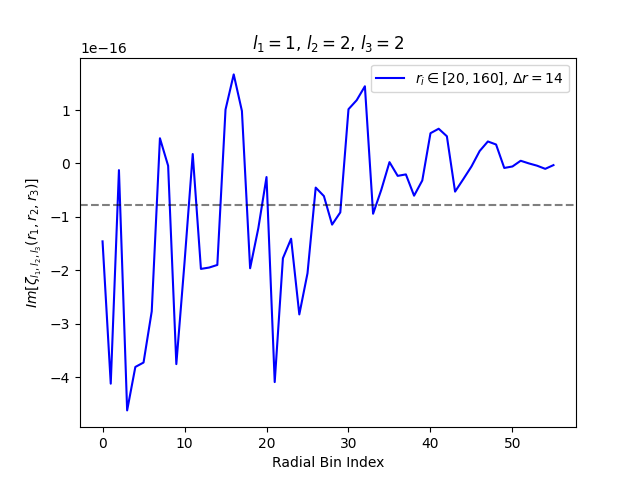 l₁ = 1, l₂ = 2, l₃ = 2
1e−16
rᵢ ∈ [20, 160], Δr = 14
Im[ζ_{l₁, l₂, l₃}(r₁, r₂, r₃)]
1
0
−1
−2
−3
−4
0 10 20 30 40 50
Radial Bin Index